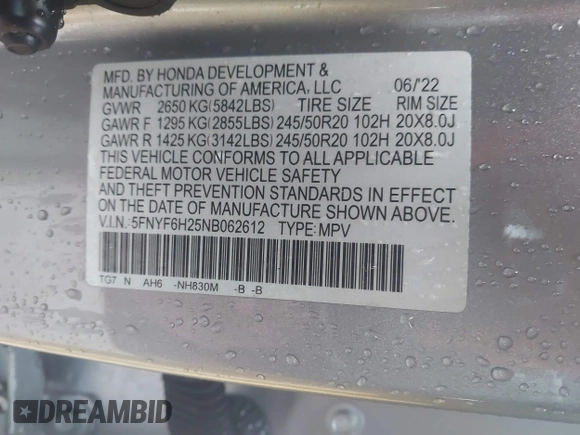 MFD. BY HONDA DEVELOPMENT &
MANUFACTURING OF AMERICA, LLC 06/'22
GVWR 2650 KG(5842LBS) TIRE SIZE RIM SIZE
GAWR F 1295 KG(2855LBS) 245/50R20 102H 20X8.0J
GAWR R 1425 KG(3142LBS) 245/50R20 102H 20X8.0J
THIS VEHICLE CONFORMS TO ALL APPLICABLE
FEDERAL MOTOR VEHICLE SAFETY
AND THEFT PREVENTION STANDARDS IN EFFECT
ON THE DATE OF MANUFACTURE SHOWN ABOVE.
V.I.N.: 5FNYF6H25NB062612 TYPE: MPV
TG7 N AH6 -NH830M -B -B
DREAMBID